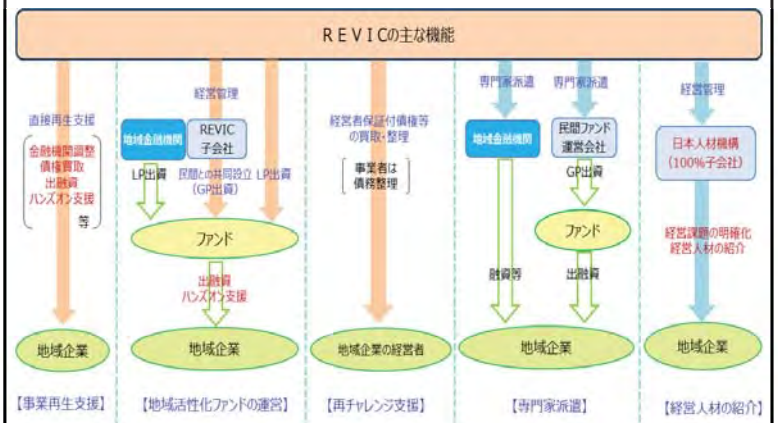 REVICの主な機能
直接再生支援
金融機関調整
債権買取
出融資
ハンズオン支援
等
地域企業
【事業再生支援】
経営管理
地域金融機関
REVIC
子会社
LP出資
民間との共同設立
(GP出資)
LP出資
ファンド
出融資
ハンズオン支援
地域企業
【地域活性化ファンドの運営】
経営者保証付債権等
の買取・整理
事業者は
債務整理
地域企業の経営者
【再チャレンジ支援】
専門家派遣
専門家派遣
地域金融機関
民間ファンド
運営会社
GP出資
ファンド
融資等
出融資
地域企業
【専門家派遣】
経営管理
日本人材機構
(100%子会社)
経営課題の明確化
経営人材の紹介
地域企業
【経営人材の紹介】